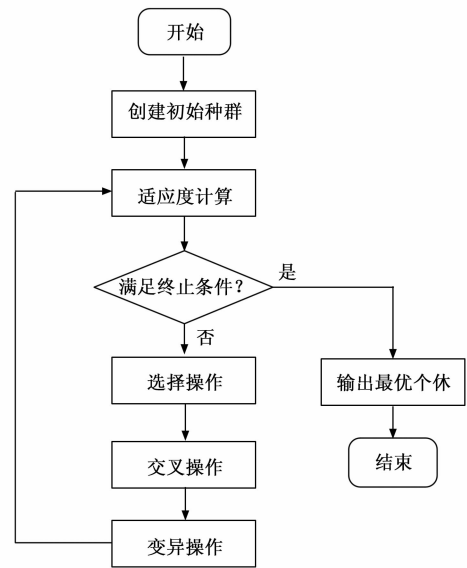 开始
创建初始种群
适应度计算
满足终止条件？
是
否
选择操作
输出最优个休
交叉操作
结束
变异操作